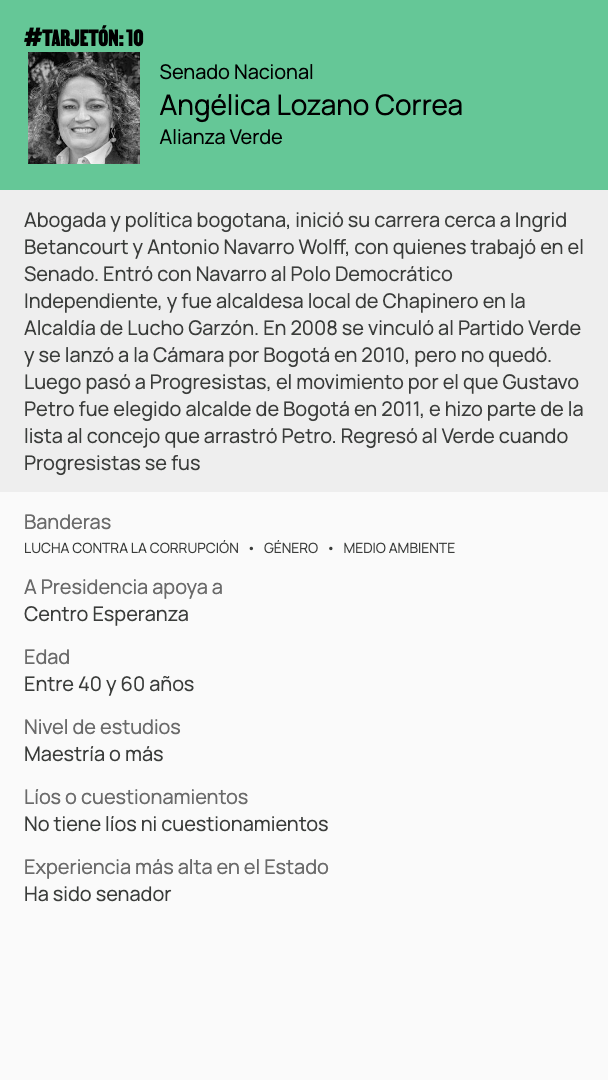 #TARJETÓN: 10
Senado Nacional
Angélica Lozano Correa
Alianza Verde
Abogada y política bogotana, inició su carrera cerca a Ingrid
Betancourt y Antonio Navarro Wolff, con quienes trabajó en el
Senado. Entró con Navarro al Polo Democrático
Independiente, y fue alcaldesa local de Chapinero en la
Alcaldía de Lucho Garzón. En 2008 se vinculó al Partido Verde
y se lanzó a la Cámara por Bogotá en 2010, pero no quedó.
Luego pasó a Progresistas, el movimiento por el que Gustavo
Petro fue elegido alcalde de Bogotá en 2011, e hizo parte de la
lista al concejo que arrastró Petro. Regresó al Verde cuando
Progresistas se fus
Banderas
LUCHA CONTRA LA CORRUPCIÓN • GÉNERO • MEDIO AMBIENTE
A Presidencia apoya a
Centro Esperanza
Edad
Entre 40 y 60 años
Nivel de estudios
Maestría o más
Líos o cuestionamientos
No tiene líos ni cuestionamientos
Experiencia más alta en el Estado
Ha sido senador